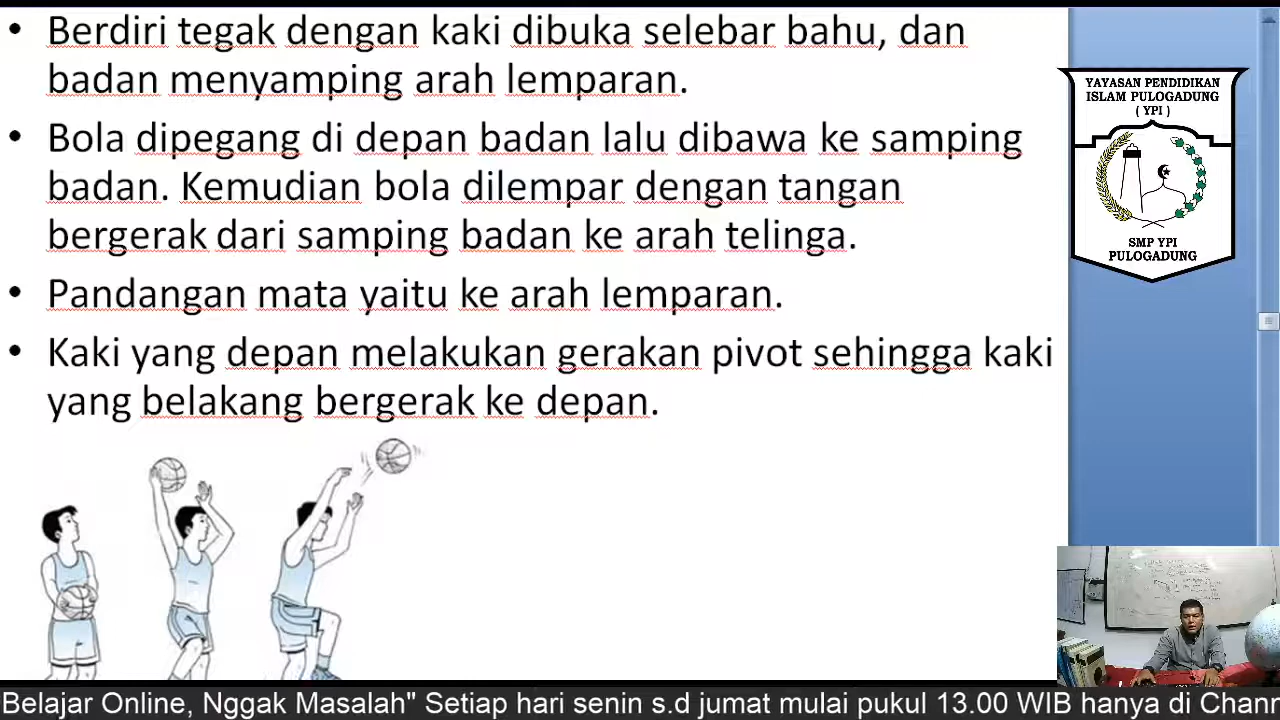 • Berdiri tegak dengan kaki dibuka selebar bahu, dan
badan menyamping arah lemparan.
• Bola dipegang di depan badan lalu dibawa ke samping
badan. Kemudian bola dilempar dengan tangan
bergerak dari samping badan ke arah telinga.
• Pandangan mata yaitu ke arah lemparan.
• Kaki yang depan melakukan gerakan pivot sehingga kaki
yang belakang bergerak ke depan.
YAYASAN PENDIDIKAN
ISLAM PULOGADUNG
( YPI )
SMP YPI
PULOGADUNG
Belajar Online, Nggak Masalah" Setiap hari senin s.d jumat mulai pukul 13.00 WIB hanya di